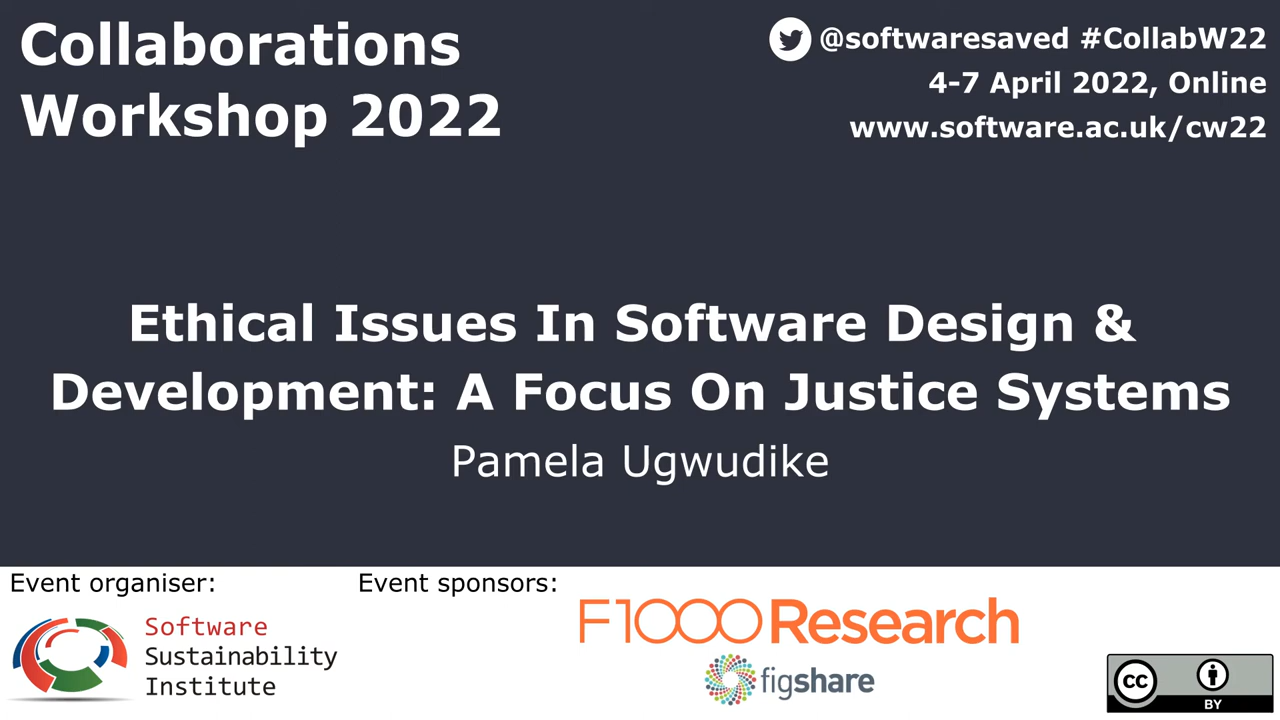 Collaborations
Workshop 2022
@softwaresaved #CollabW22
4-7 April 2022, Online
www.software.ac.uk/cw22
Ethical Issues In Software Design &
Development: A Focus On Justice Systems
Pamela Ugwudike
Event organiser:
Software
Sustainability
Institute
Event sponsors:
F1000Research
figshare
cc
BY